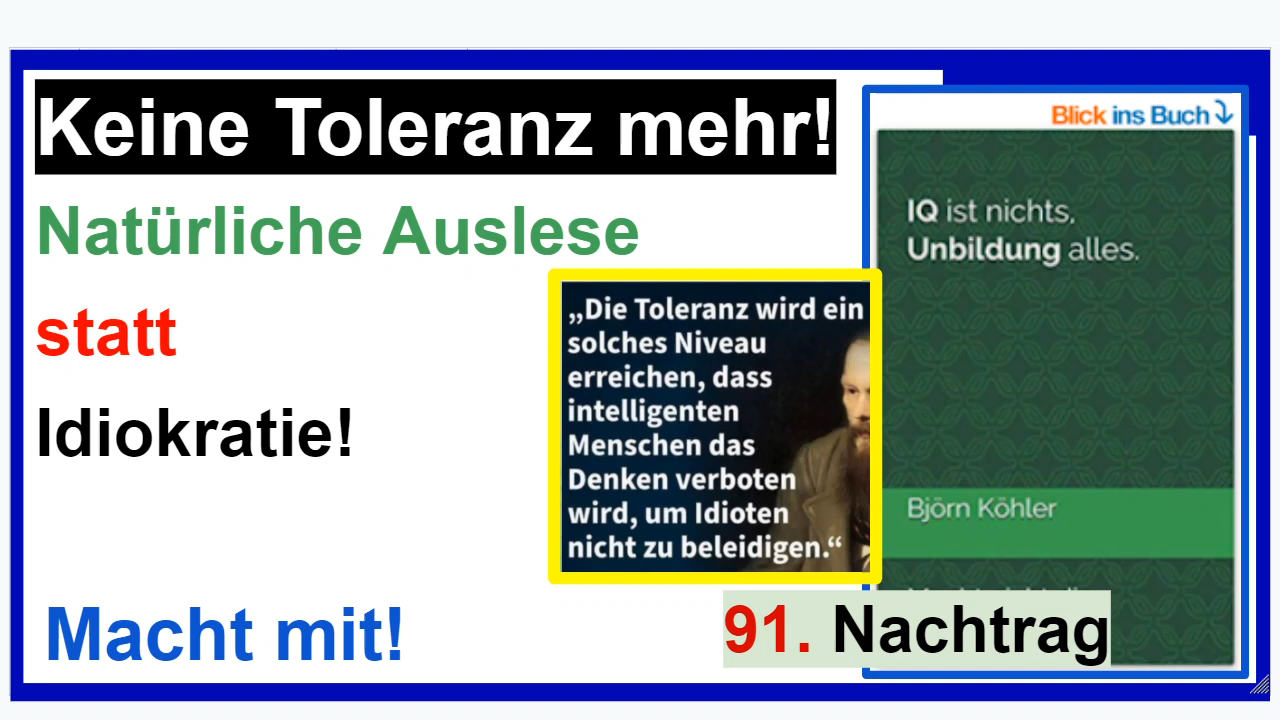 Keine Toleranz mehr!
Natürliche Auslese
statt
Idiokratie!
Macht mit!
„Die Toleranz wird ein
solches Niveau
erreichen, dass
intelligenten
Menschen das
Denken verboten
wird, um Idioten
nicht zu beleidigen.“
Blick ins Buch
IQ ist nichts,
Unbildung alles.
Björn Köhler
91. Nachtrag